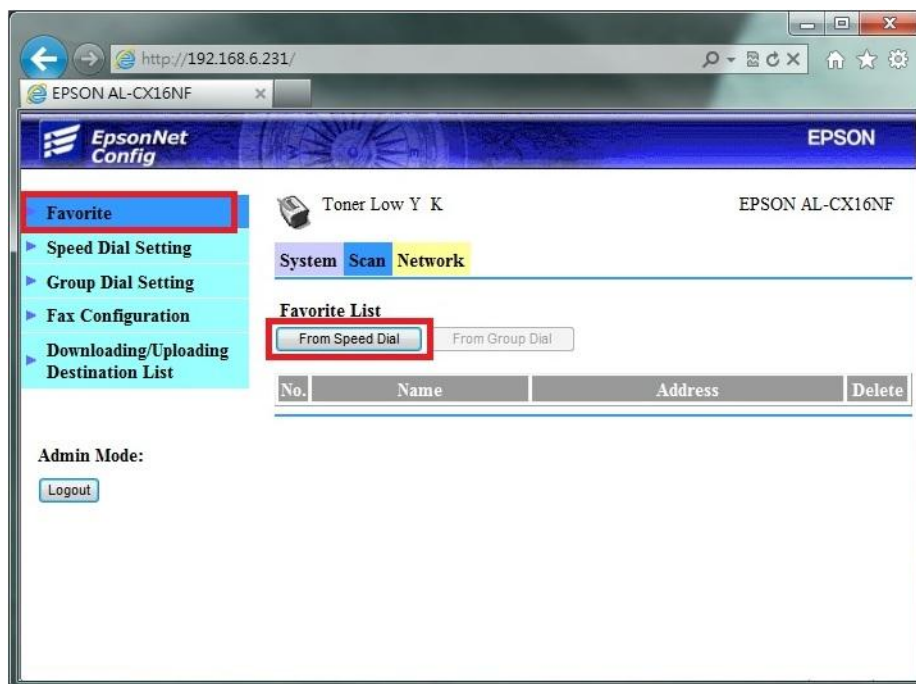 http://192.168.6.231/
EPSON AL-CX16NF
EpsonNet
Config
EPSON
Favorite
Speed Dial Setting
Group Dial Setting
Fax Configuration
Downloading/Uploading
Destination List
Admin Mode:
Logout
Toner Low Y K
EPSON AL-CX16NF
System Scan Network
Favorite List
From Speed Dial From Group Dial
No. Name Address Delete